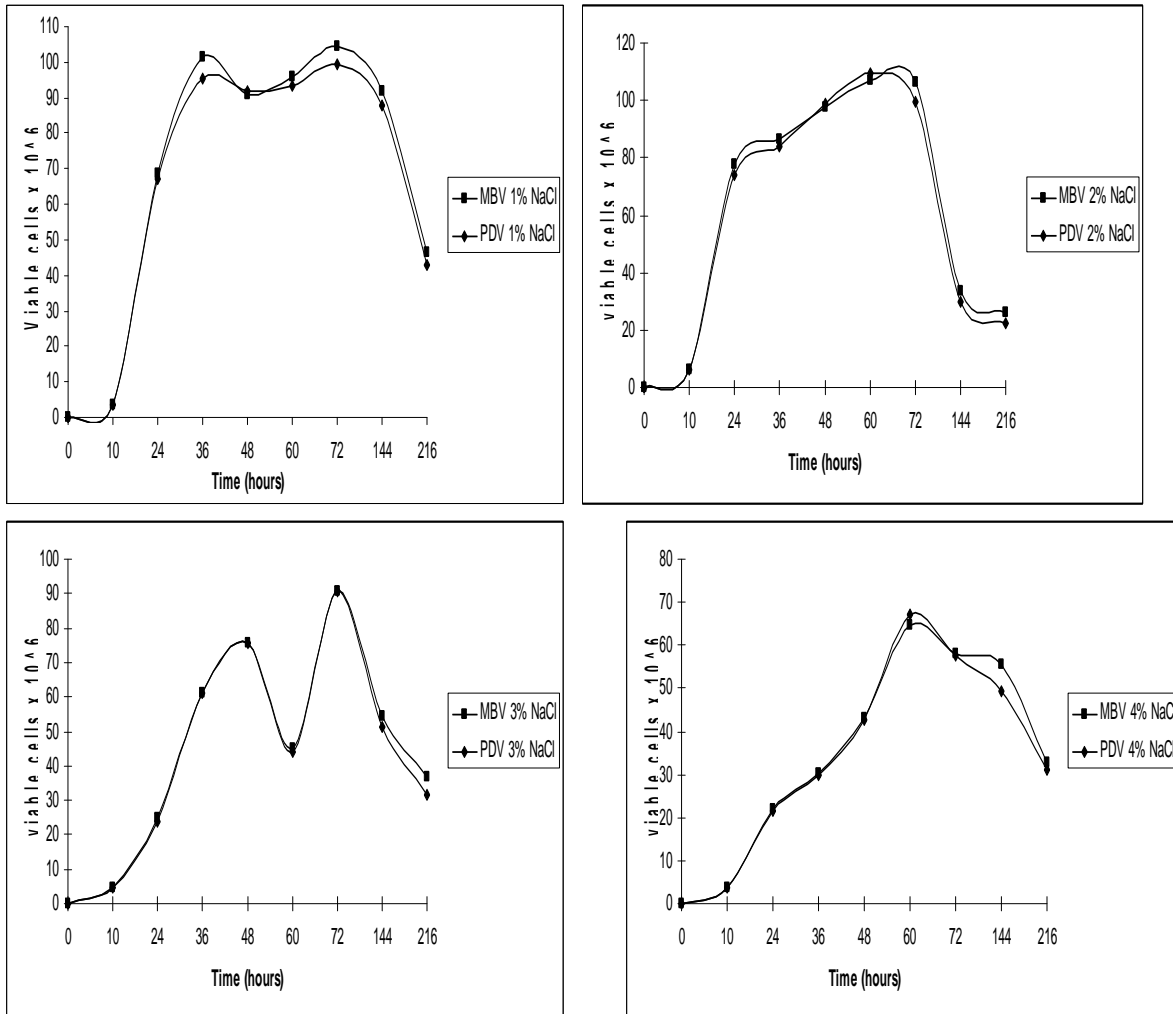 110
100
90
80
70
60
50
40
30
20
10
0
Viable cells x 10^6
0 10 24 36 48 60 72 144 216
Time (hours)
MBV 1% NaCl
PDV 1% NaCl
120
100
80
60
40
20
0
viable cells x 10^6
0 10 24 36 48 60 72 144 216
Time (hours)
MBV 2% NaCl
PDV 2% NaCl
100
90
80
70
60
50
40
30
20
10
0
viable cells x 10^6
0 10 24 36 48 60 72 144 216
Time (hours)
MBV 3% NaCl
PDV 3% NaCl
80
70
60
50
40
30
20
10
0
viable cells x 10^6
0 10 24 36 48 60 72 144 216
Time (hours)
MBV 4% NaCl
PDV 4% NaCl